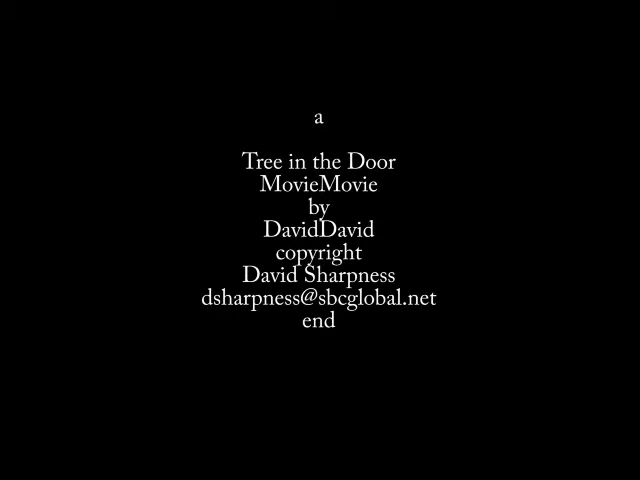 a
Tree in the Door
MovieMovie
by
DavidDavid
copyright
David Sharpness
dsharpness@sbcglobal.net
end